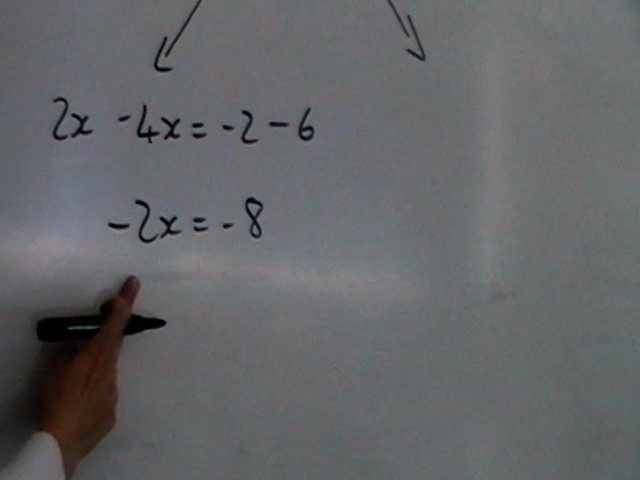 2x - 4x = -2 - 6
-2x = -8